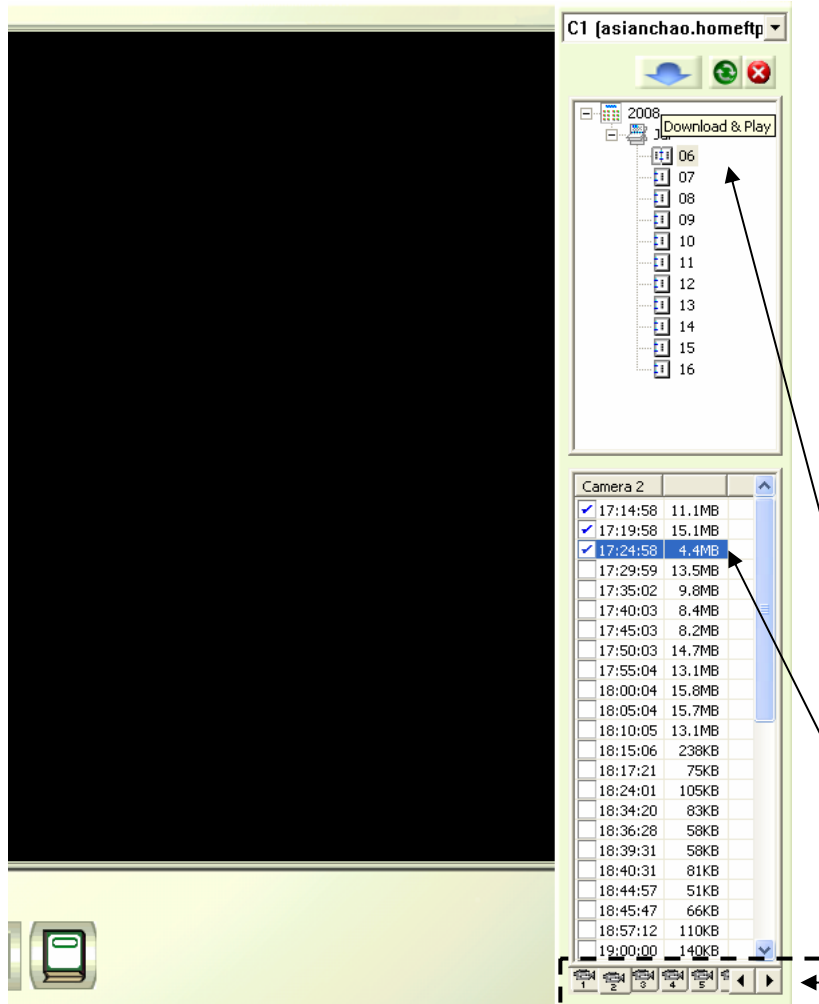 C1 (asianchao.homeftp
2008
Download & Play
06
07
08
09
10
11
12
13
14
15
16
Camera 2
17:14:58 11.1MB
17:19:58 15.1MB
17:24:58 4.4MB
17:29:59 13.5MB
17:35:02 9.8MB
17:40:03 8.4MB
17:45:03 8.2MB
17:50:03 14.7MB
17:55:04 13.1MB
18:00:04 15.8MB
18:05:04 15.7MB
18:10:05 13.1MB
18:15:06 238KB
18:17:21 75KB
18:24:01 105KB
18:34:20 83KB
18:36:28 58KB
18:39:31 58KB
18:40:31 81KB
18:44:57 51KB
18:45:47 66KB
18:57:12 110KB
19:00:00 140KB
1 2 3 4 5